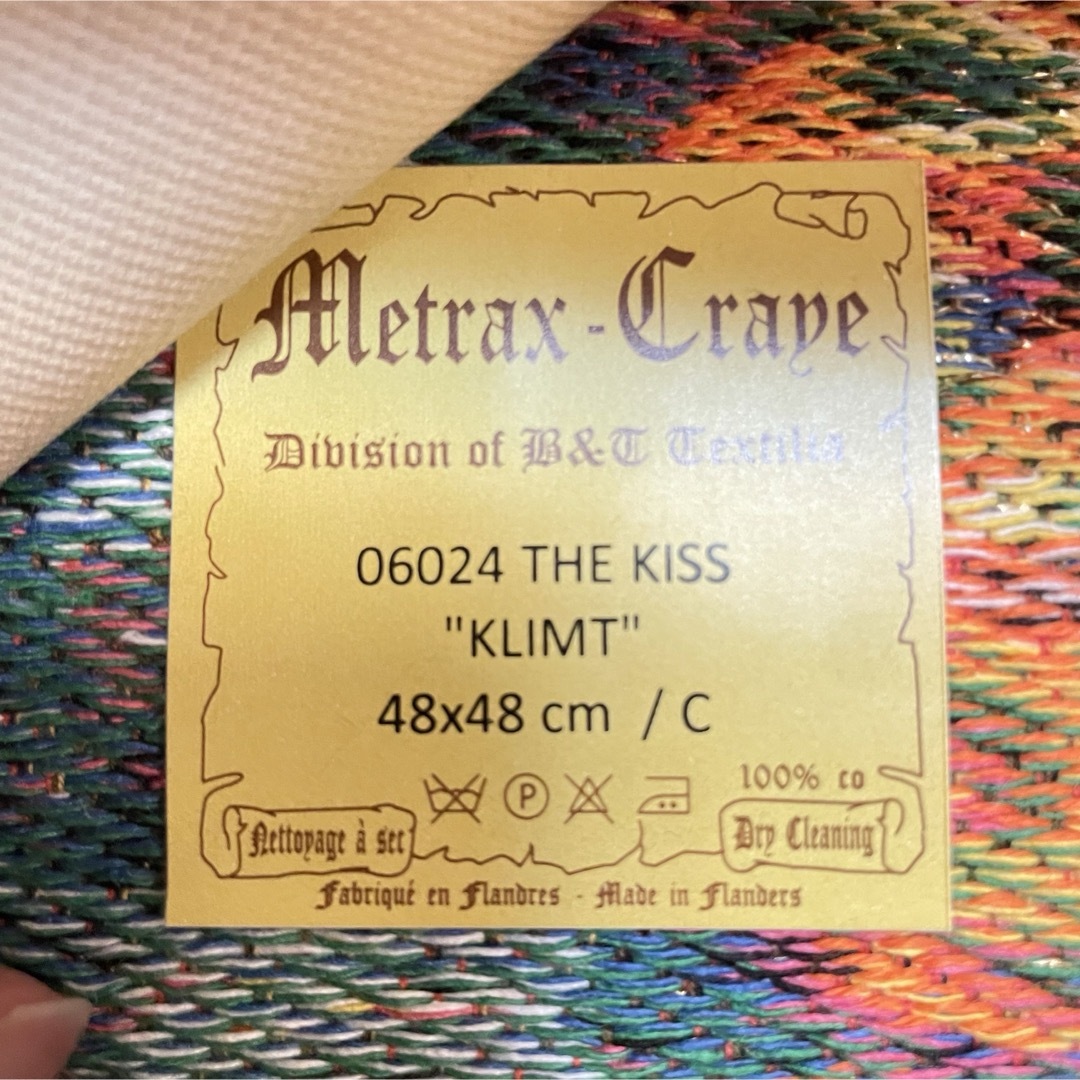 Metrax - Craye
Division of B&T Textilia
06024 THE KISS
"KLIMT"
48x48 cm / C
P
100% co
Nettoyage à sec
Dry Cleaning
Fabriqué en Flandres - Made in Flanders